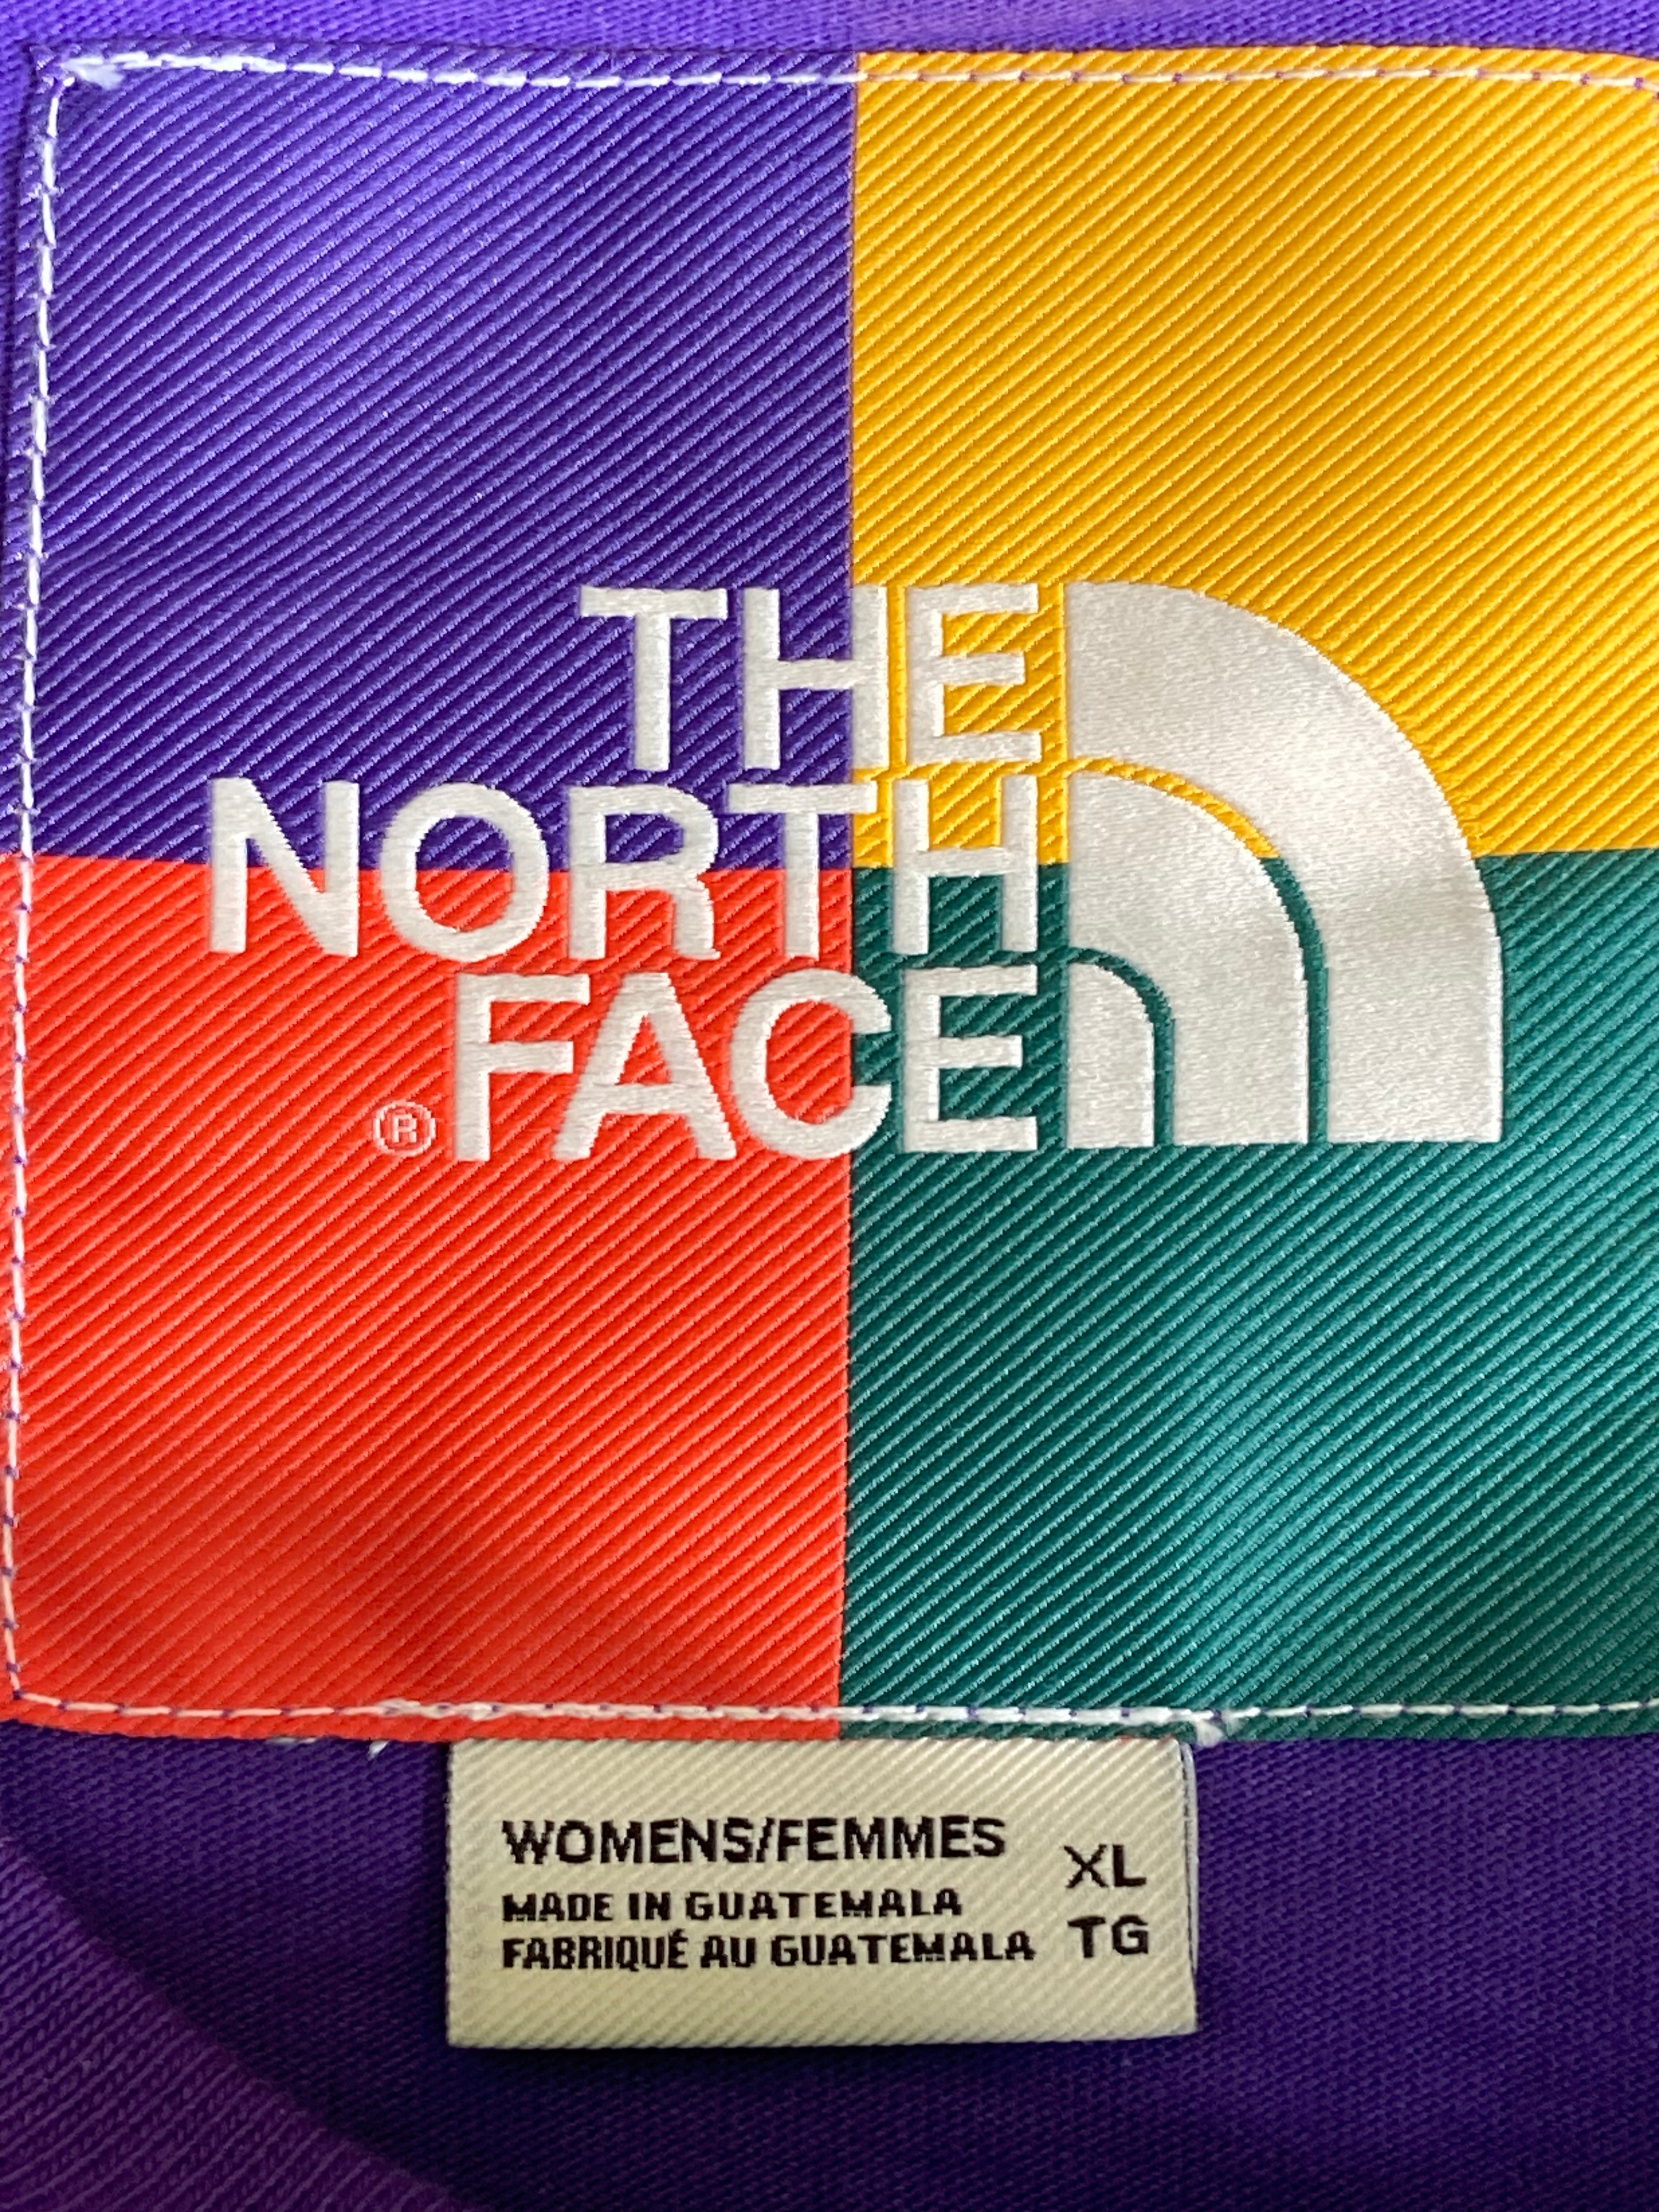 THE
NORTH
® FACE
WOMENS/FEMMES XL
MADE IN GUATEMALA
FABRIQUÉ AU GUATEMALA TG